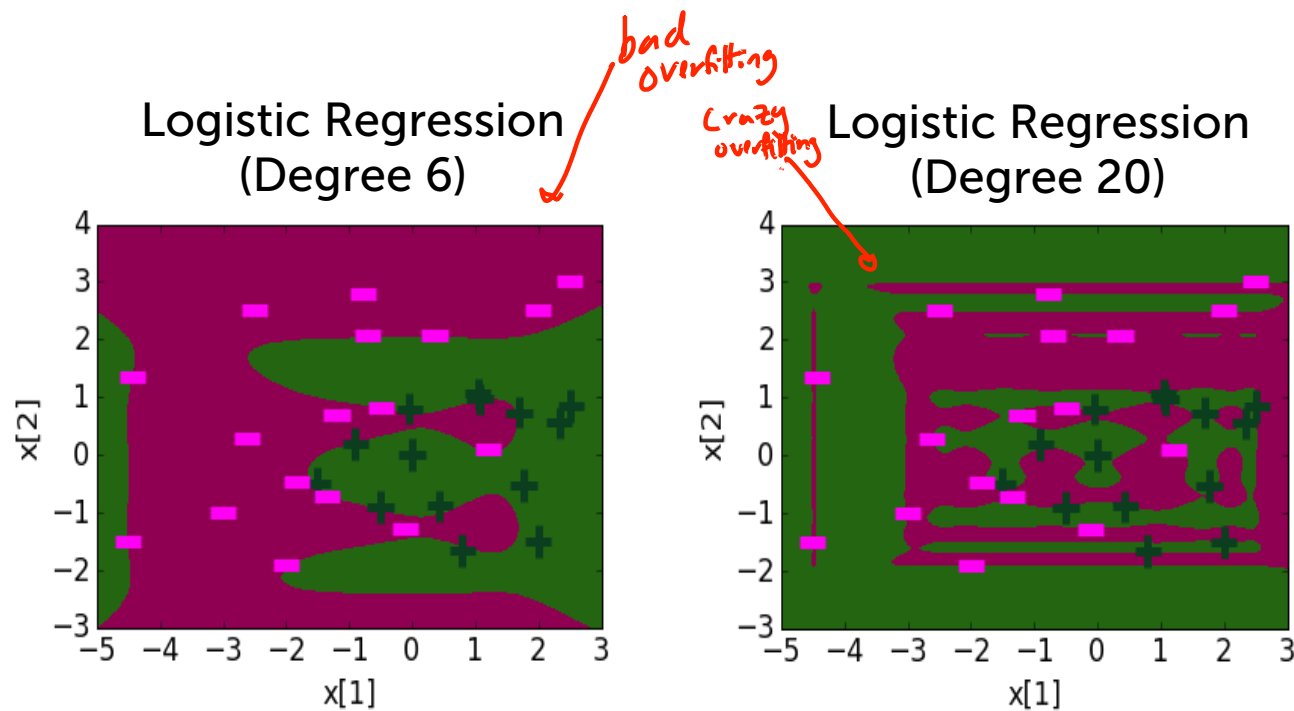 bad
overfitting
Crazy
overfitting
Logistic Regression
(Degree 6)
Logistic Regression
(Degree 20)
4
3
2
1
0
−1
−2
−3
x[2]
−5 −4 −3 −2 −1 0 1 2 3
x[1]
4
3
2
1
0
−1
−2
−3
x[2]
−5 −4 −3 −2 −1 0 1 2 3
x[1]